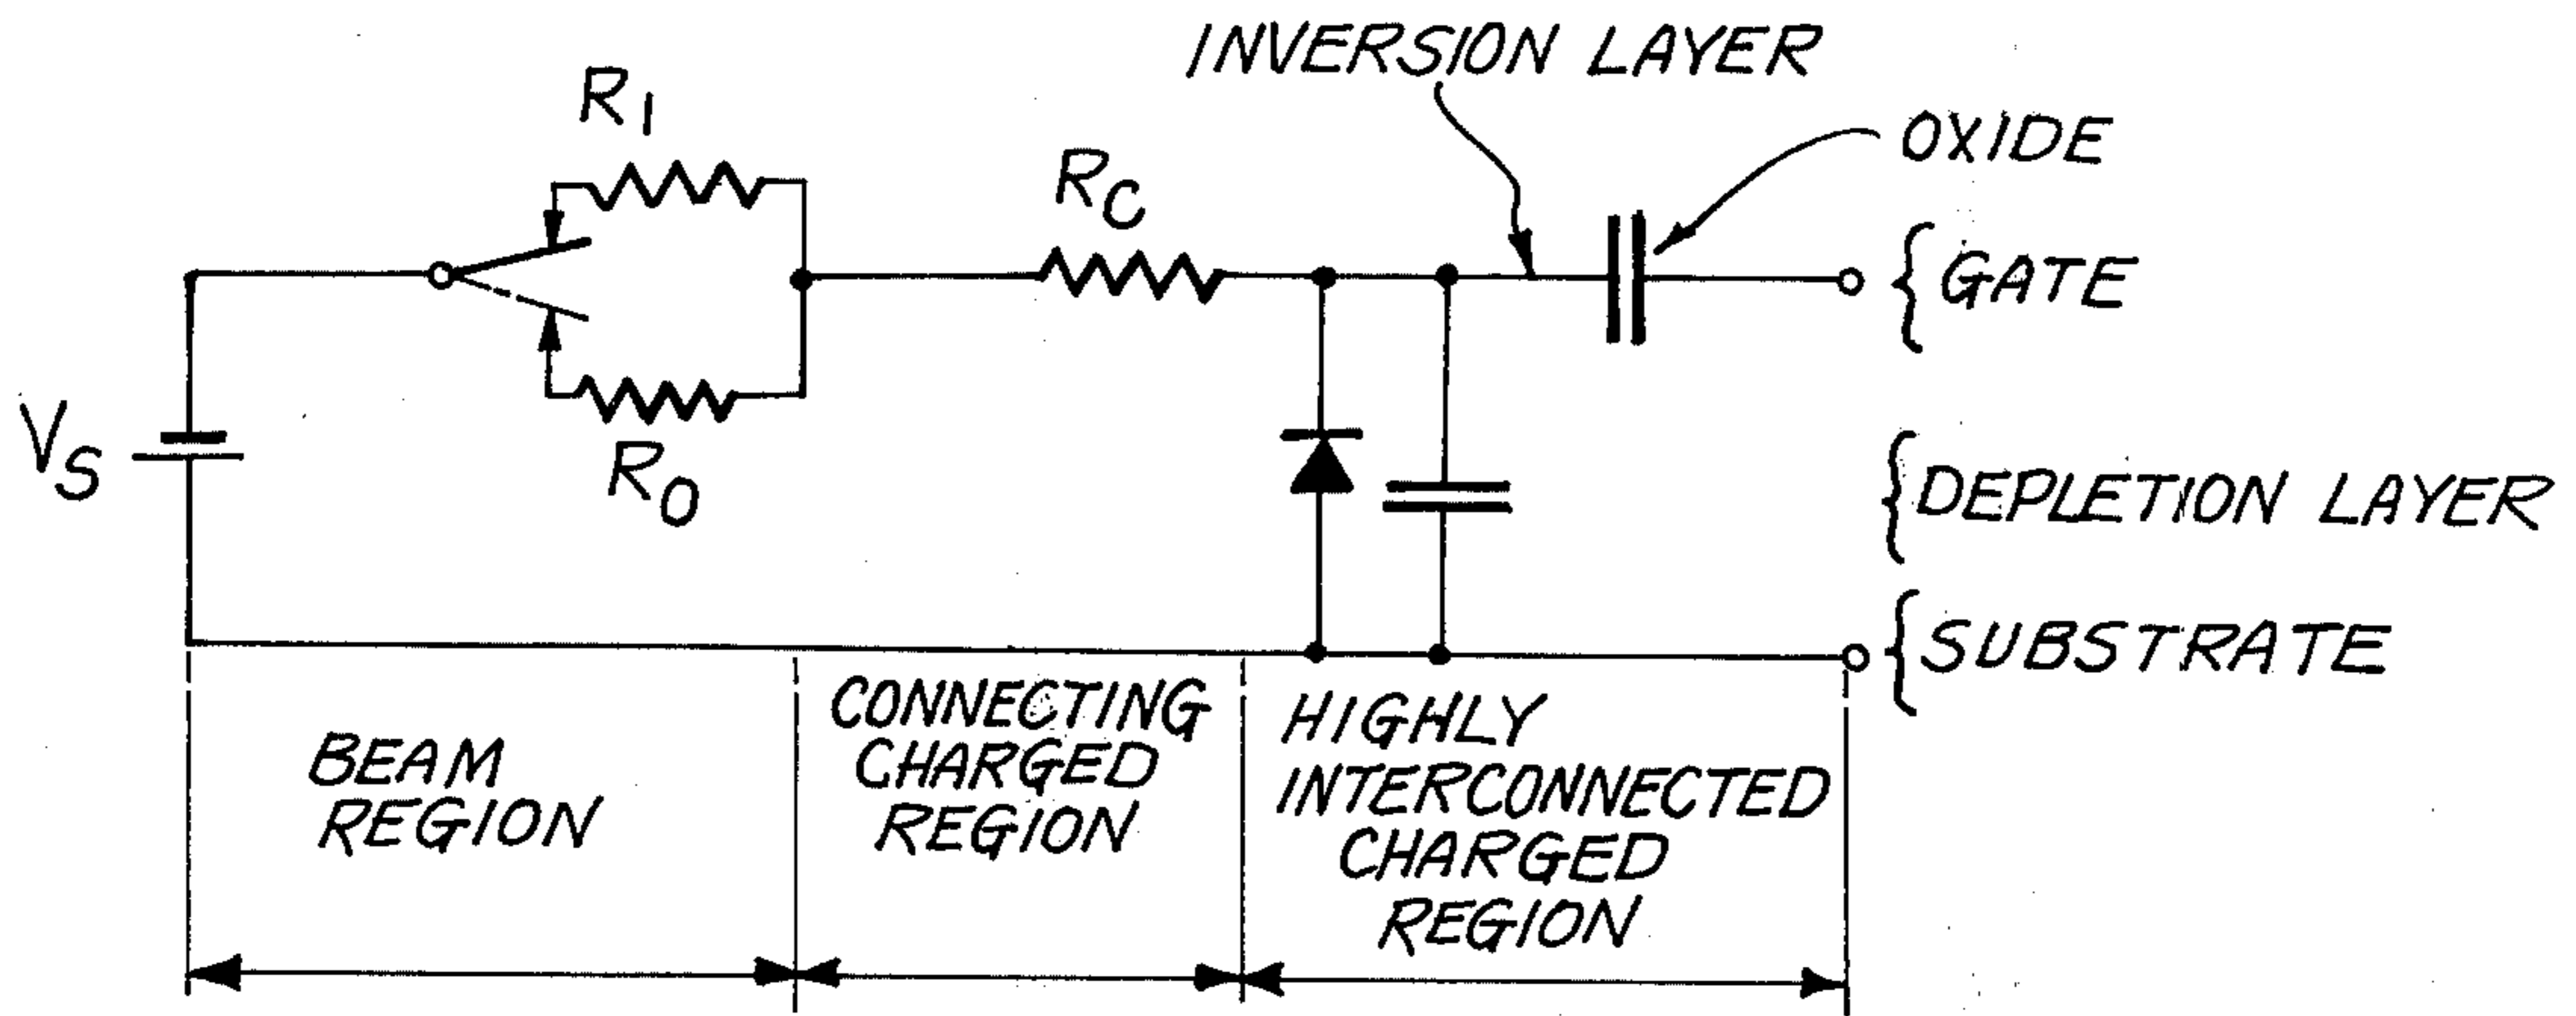 INVERSION LAYER
R1
OXIDE
RC
GATE
VS
RO
DEPLETION LAYER
SUBSTRATE
CONNECTING
CHARGED
REGION
BEAM
REGION
HIGHLY
INTERCONNECTED
CHARGED
REGION